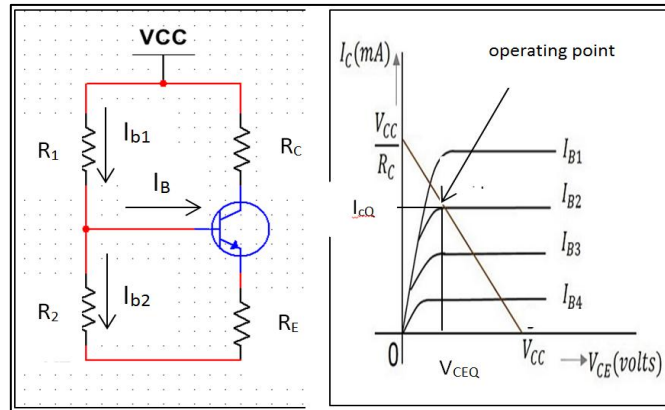 VCC
R1
Ib1
RC
IB
R2
Ib2
RE
operating point
IC(mA)
VCC
RC
IB1
IcQ
IB2
IB3
IB4
0
VCEQ
VCC
VCE(volts)